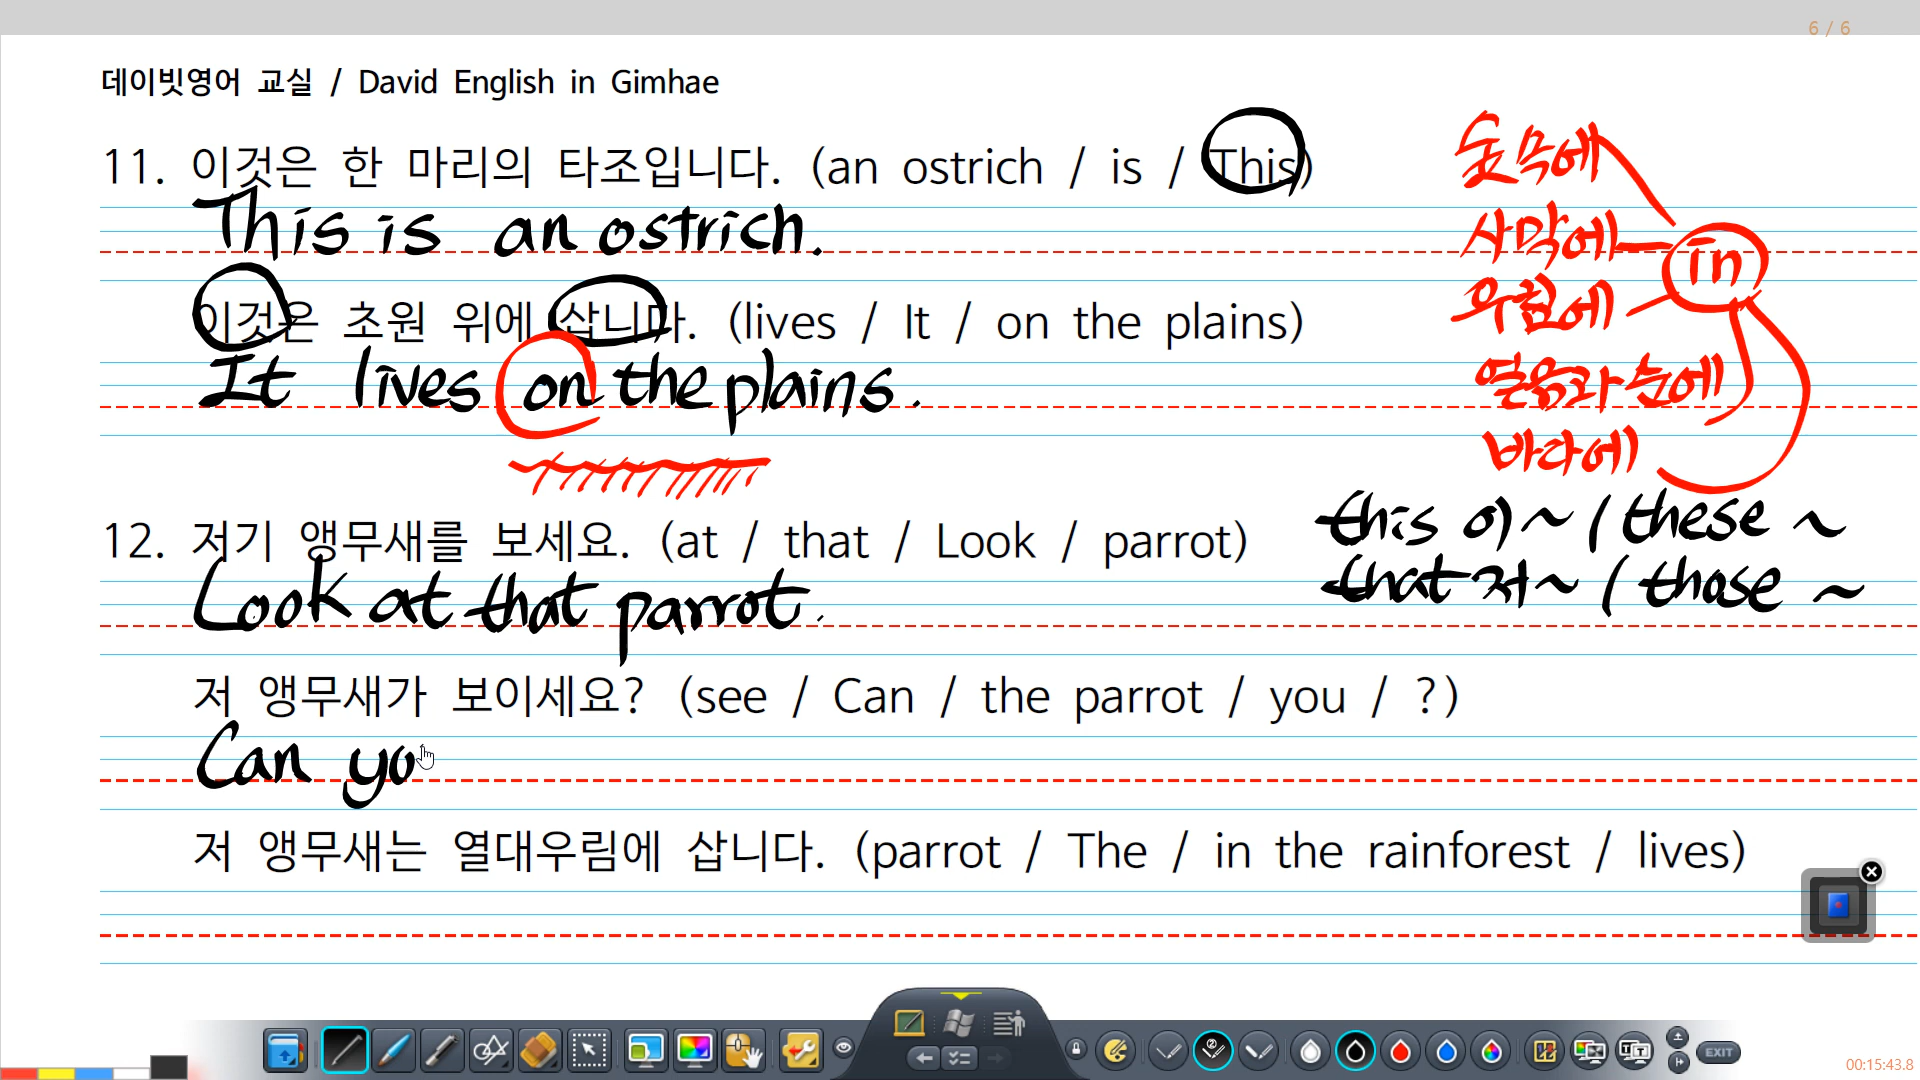 6 / 6
데이빗영어 교실 / David English in Gimhae
11. 이것은 한 마리의 타조입니다. (an ostrich / is / This)
This is an ostrich.
숲속에
사막에
in
우림에
얼음과 눈에
바다에
이것은 초원 위에 삽니다. (lives / It / on the plains)
It lives on the plains.
this 이~ / these ~
that 저~ / those ~
12. 저기 앵무새를 보세요. (at / that / Look / parrot)
Look at that parrot.
저 앵무새가 보이세요? (see / Can / the parrot / you / ?)
Can yo
저 앵무새는 열대우림에 삽니다. (parrot / The / in the rainforest / lives)
EXIT
00:15:43.8